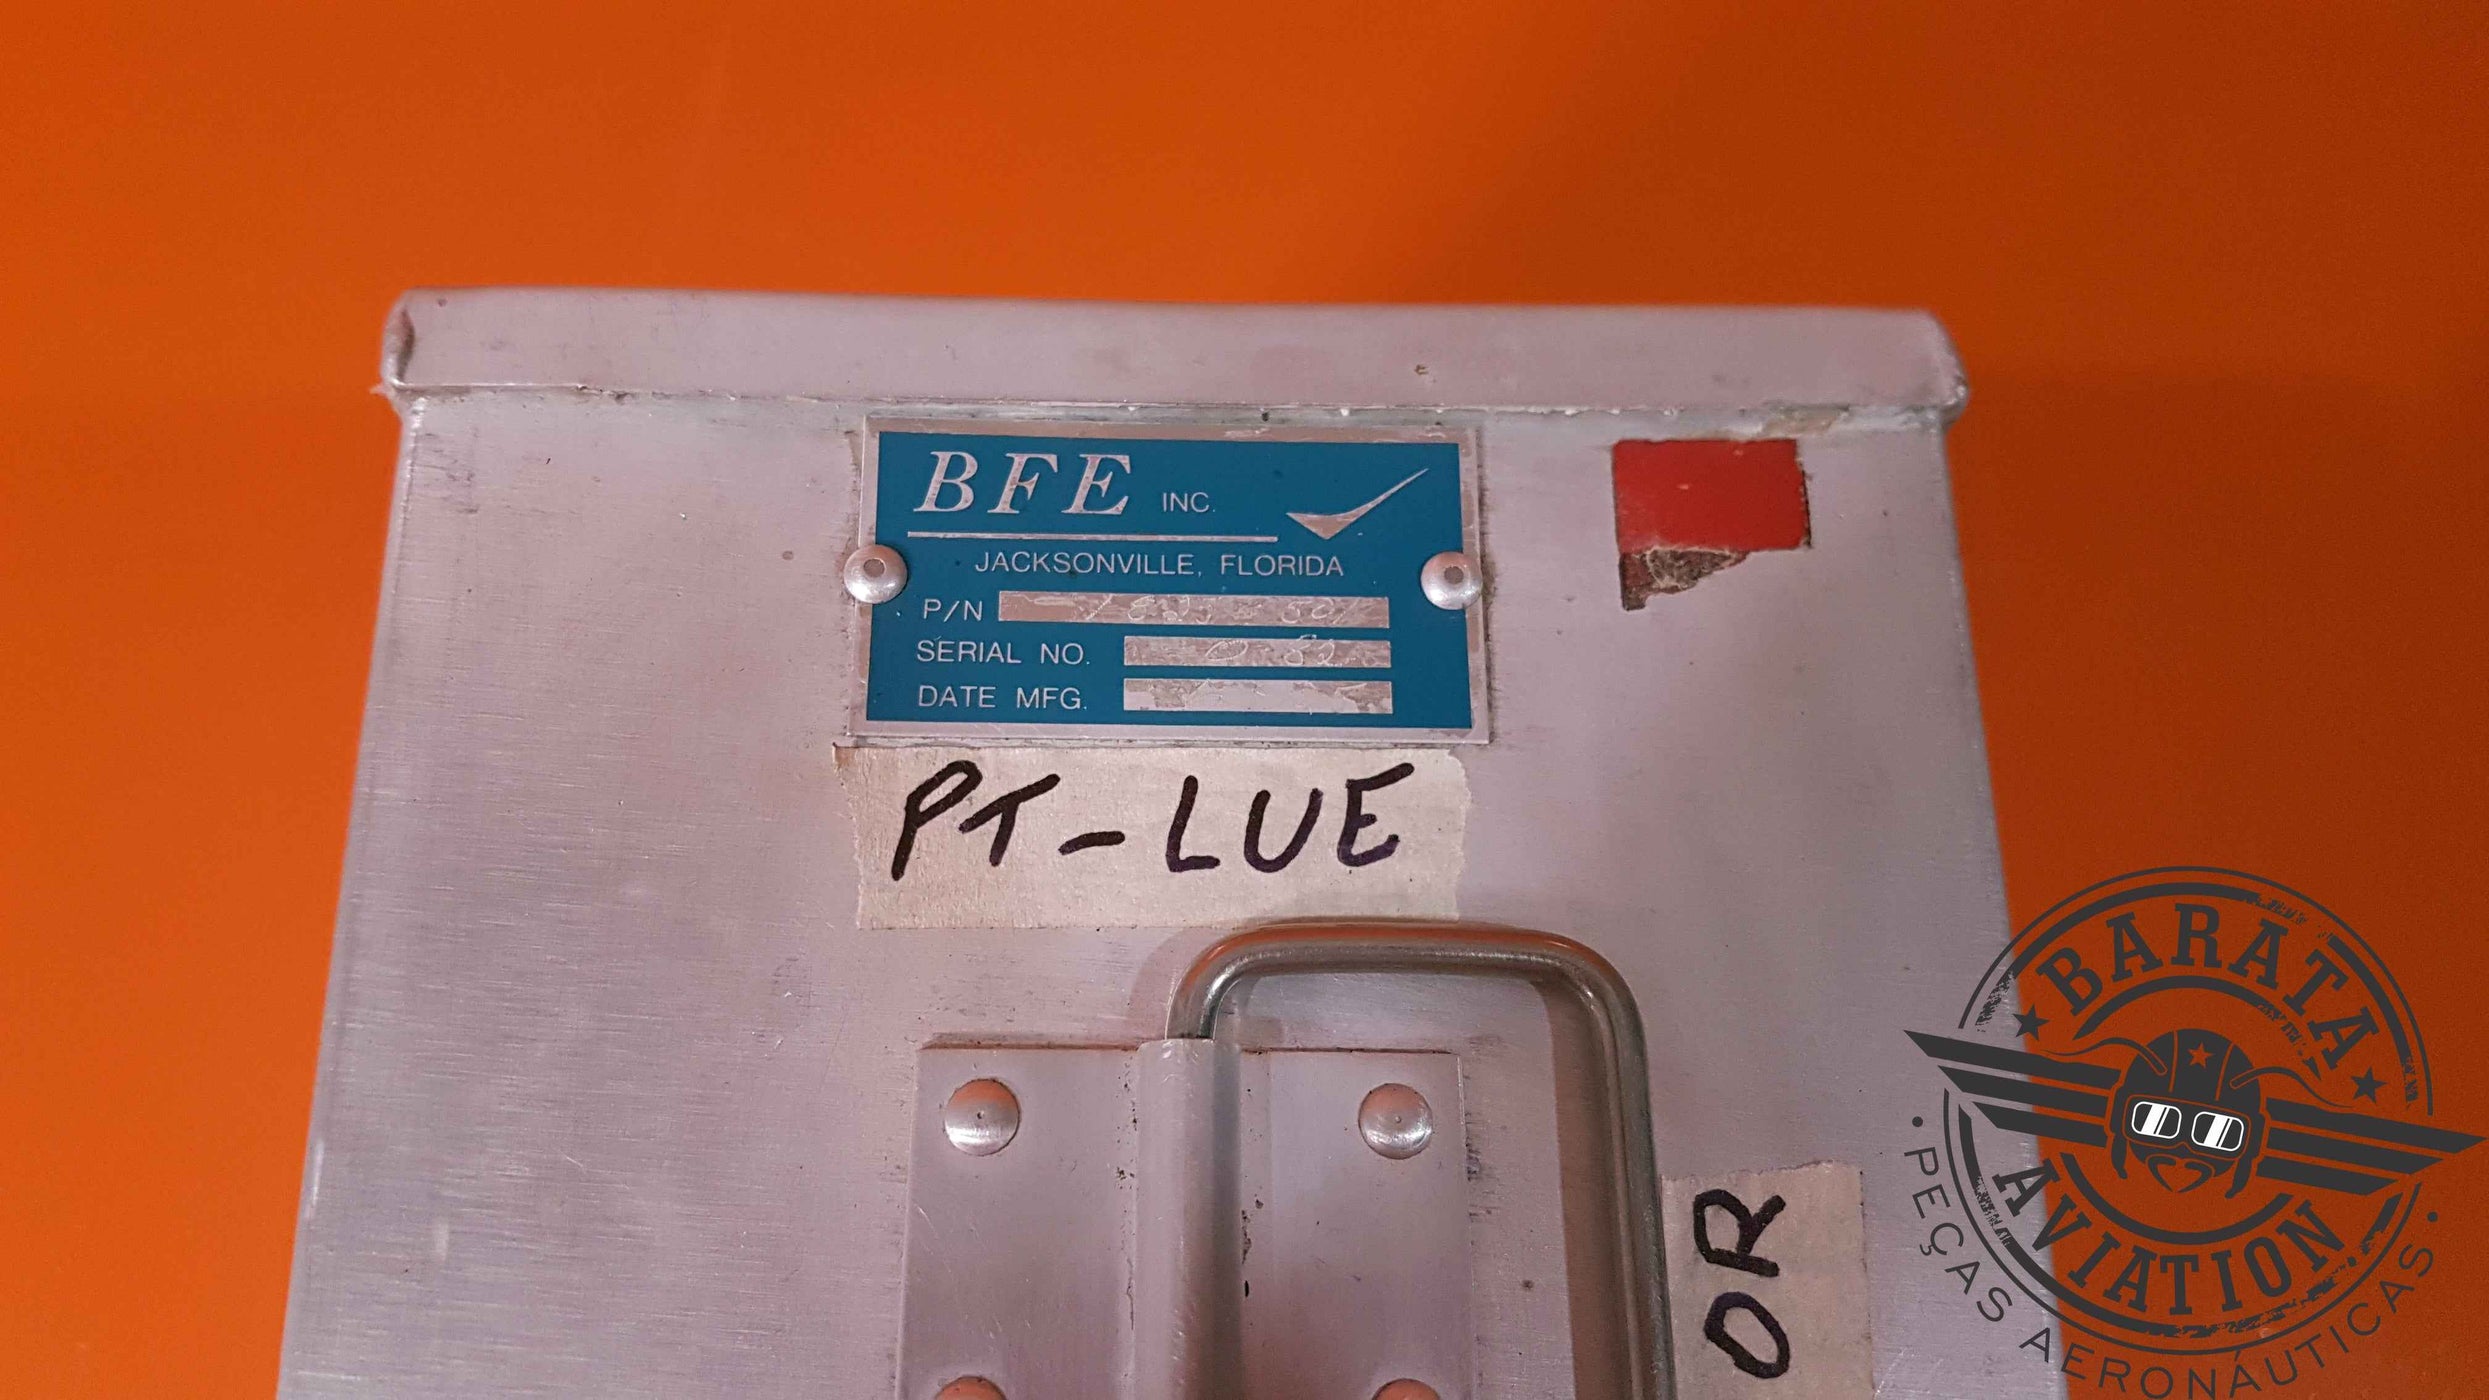 BFE INC.
JACKSONVILLE, FLORIDA
P/N
SERIAL NO.
DATE MFG.
PT-LUE
OR
BARATA
AVIATION
• PEÇAS AERONÁUTICAS •